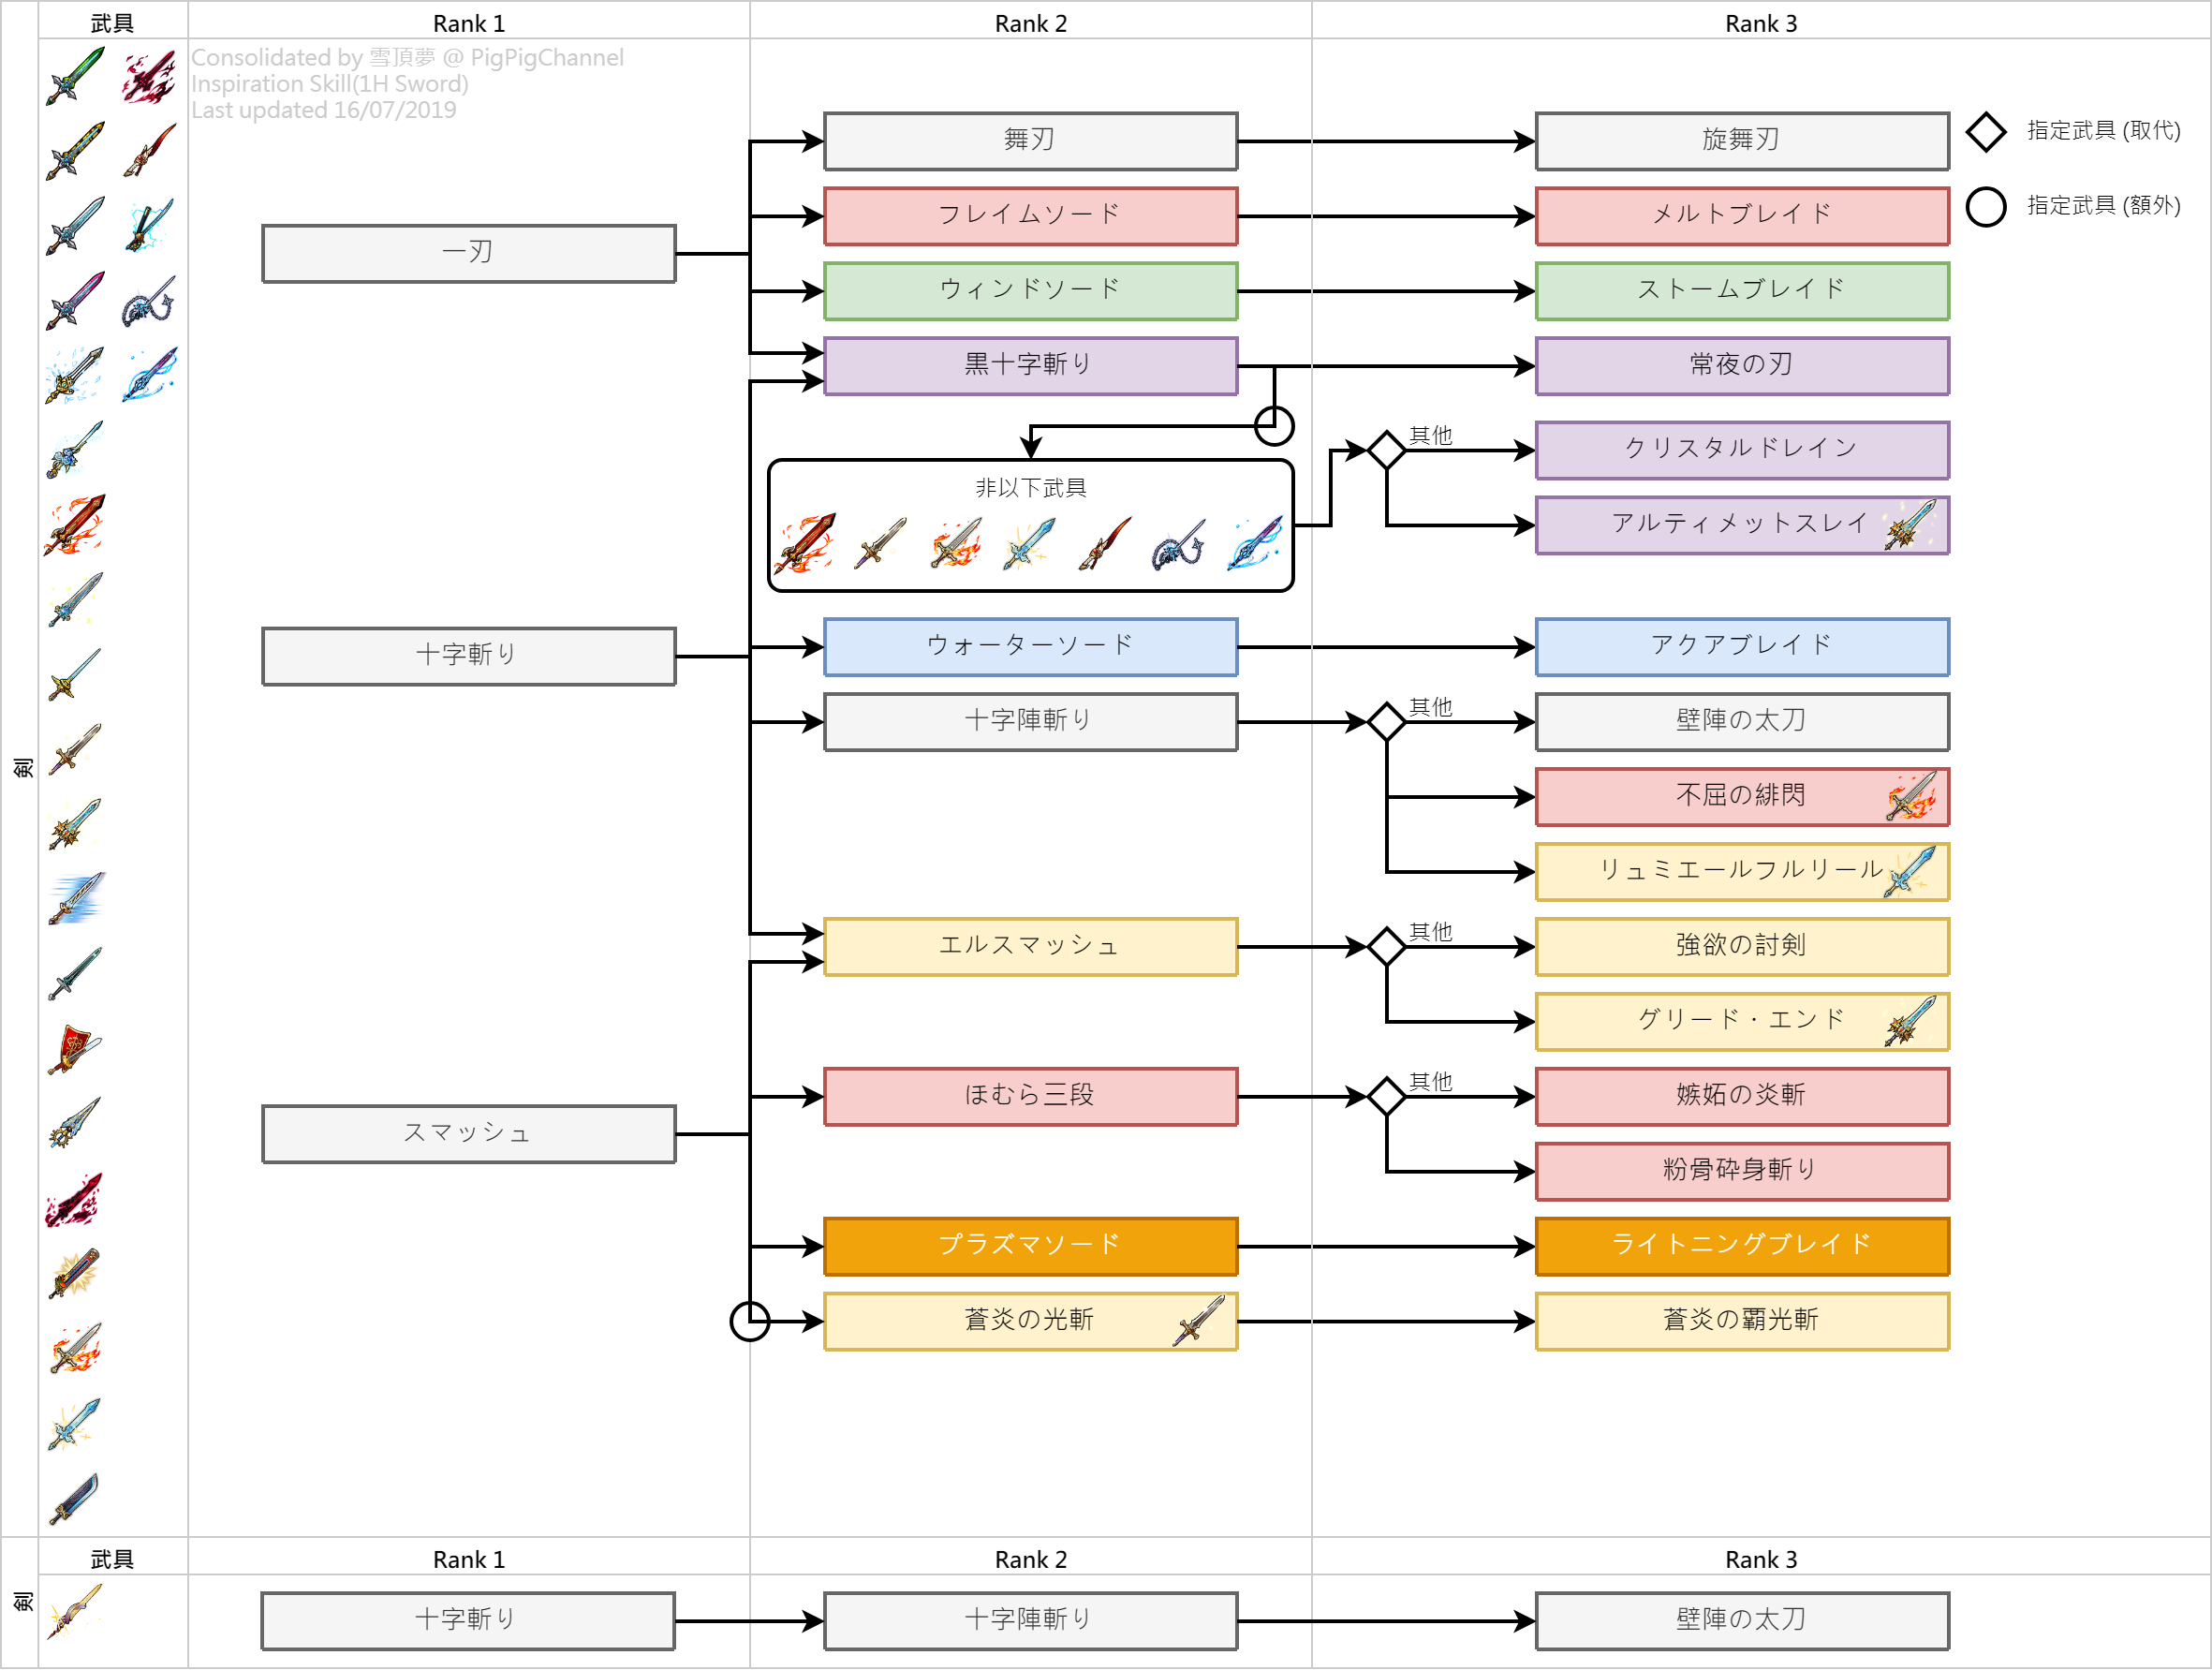 武具
Rank 1
Rank 2
Rank 3
Consolidated by 雪頂夢 @ PigPigChannel
Inspiration Skill(1H Sword)
Last updated 16/07/2019
剣
指定武具 (取代)
指定武具 (額外)
一刃
舞刃
旋舞刃
フレイムソード
メルトブレイド
ウィンドソード
ストームブレイド
黒十字斬り
常夜の刃
非以下武具
其他
クリスタルドレイン
アルティメットスレイ
十字斬り
ウォーターソード
アクアブレイド
十字陣斬り
其他
壁陣の太刀
不屈の緋閃
リュミエールフルリール
エルスマッシュ
其他
強欲の討剣
グリード・エンド
スマッシュ
ほむら三段
其他
嫉妬の炎斬
粉骨砕身斬り
プラズマソード
ライトニングブレイド
蒼炎の光斬
蒼炎の覇光斬
武具
Rank 1
Rank 2
Rank 3
剣
十字斬り
十字陣斬り
壁陣の太刀